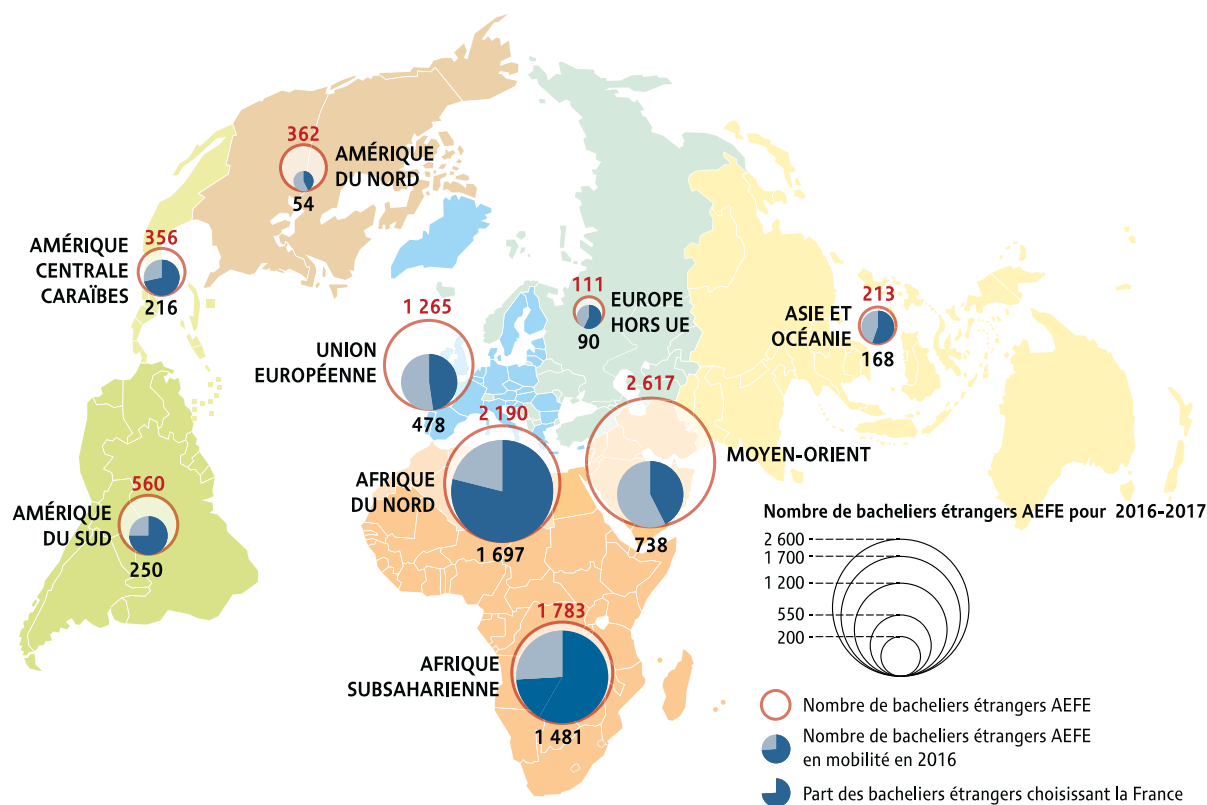 362
AMÉRIQUE
DU NORD
54
AMÉRIQUE
CENTRALE
CARAÏBES
356
216
1 265
UNION
EUROPÉENNE
478
111
EUROPE
HORS UE
90
213
ASIE ET
OCÉANIE
168
2 190
AFRIQUE
DU NORD
1 697
2 617
MOYEN-ORIENT
738
560
AMÉRIQUE
DU SUD
250
1 783
AFRIQUE
SUBSAHARIENNE
1 481
Nombre de bacheliers étrangers AEFE pour 2016-2017
2 600
1 700
1 200
550
200
Nombre de bacheliers étrangers AEFE
Nombre de bacheliers étrangers AEFE
en mobilité en 2016
Part des bacheliers étrangers choisissant la France